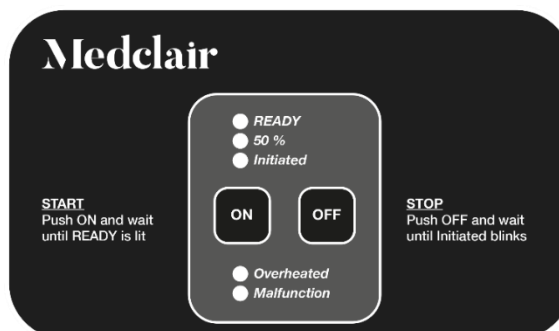 Medclair
READY
50 %
Initiated
START
Push ON and wait
until READY is lit
ON
OFF
STOP
Push OFF and wait
until Initiated blinks
Overheated
Malfunction